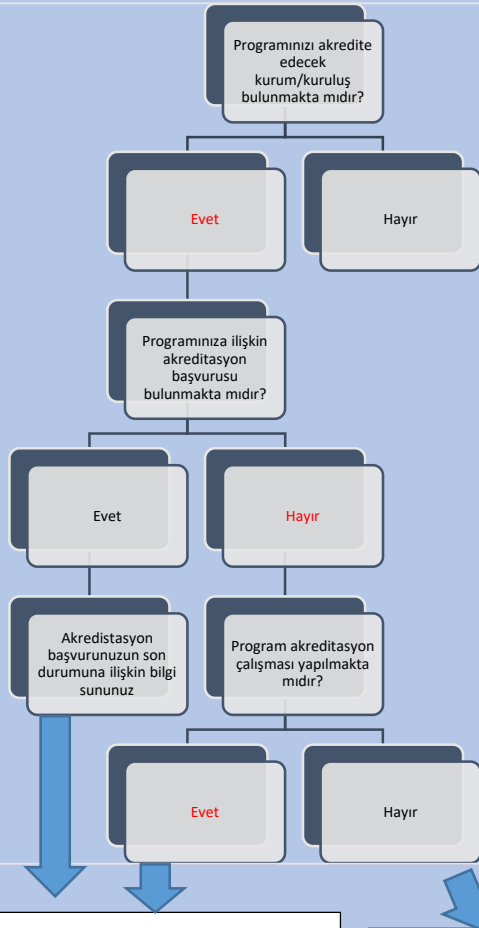 Programınızı akredite
edecek
kurum/kuruluş
bulunmakta mıdır?
Evet
Hayır
Programınıza ilişkin
akreditasyon
başvurusu
bulunmakta mıdır?
Evet
Hayır
Akredistasyon
başvurunuzun son
durumuna ilişkin bilgi
sununuz
Program akreditasyon
çalışması yapılmakta
mıdır?
Evet
Hayır